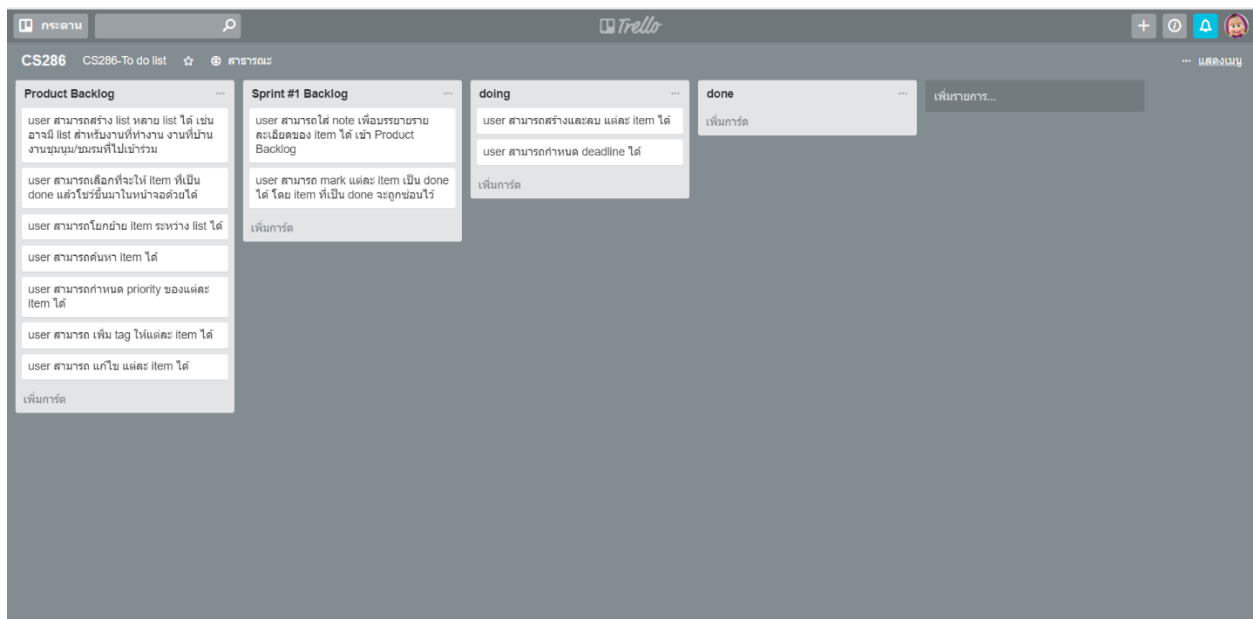 กระดาน
Trello
CS286
CS286-To do list
สาธารณะ
... แสดงเมนู
Product Backlog ...
user สามารถสร้าง list หลาย list ได้ เช่น
อาจมี list สำหรับงานที่ทำงาน งานที่บ้าน
งานชุมนุม/ชมรมที่ไปเข้าร่วม
user สามารถเลือกที่จะให้ item ที่เป็น
done แล้วโชว์ขึ้นมาในหน้าจอด้วยได้
user สามารถโยกย้าย item ระหว่าง list ได้
user สามารถค้นหา item ได้
user สามารถกำหนด priority ของแต่ละ
item ได้
user สามารถ เพิ่ม tag ให้แต่ละ item ได้
user สามารถ แก้ไข แต่ละ item ได้
เพิ่มการ์ด
Sprint #1 Backlog ...
user สามารถใส่ note เพื่อบรรยายราย
ละเอียดของ item ได้ เช้า Product
Backlog
user สามารถ mark แต่ละ item เป็น done
ได้ โดย item ที่เป็น done จะถูกซ่อนไว้
เพิ่มการ์ด
doing ...
user สามารถสร้างและลบ แต่ละ item ได้
user สามารถกำหนด deadline ได้
เพิ่มการ์ด
done ...
เพิ่มการ์ด
เพิ่มรายการ...